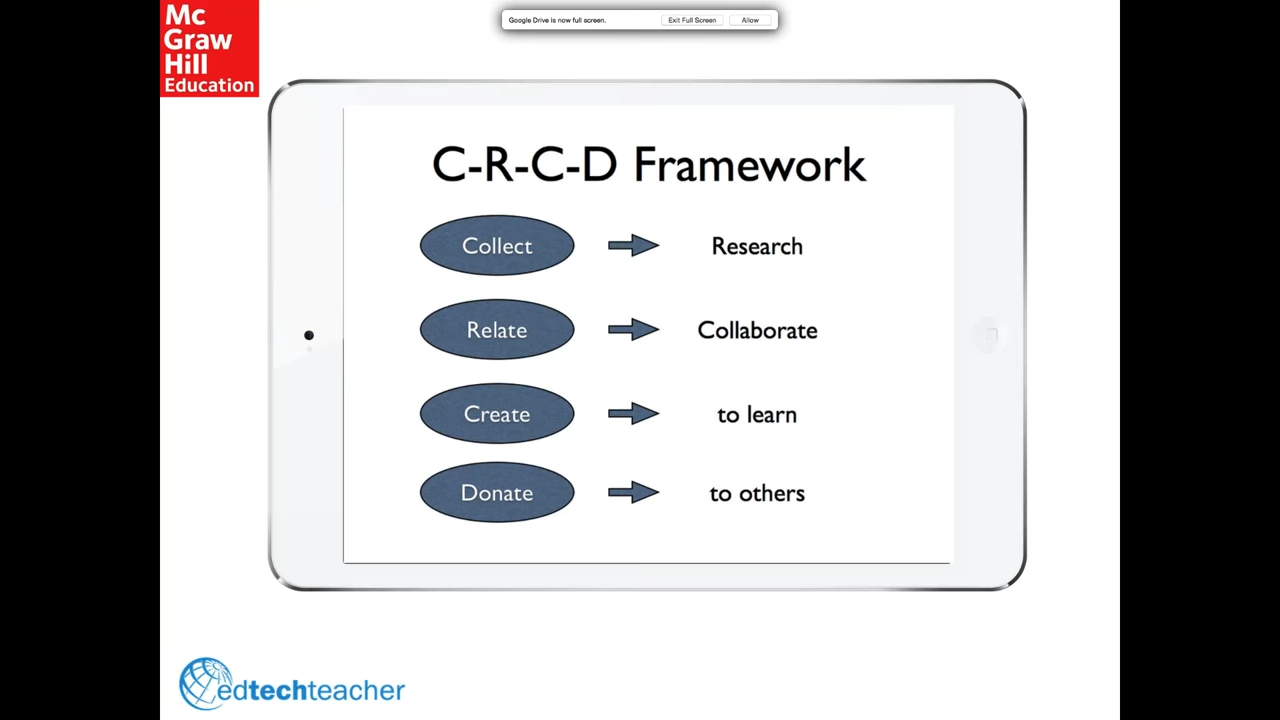 Mc
Graw
Hill
Education
Google Drive is now full screen. Exit Full Screen Allow
C-R-C-D Framework
Collect Research
Relate Collaborate
Create to learn
Donate to others
edtechteacher